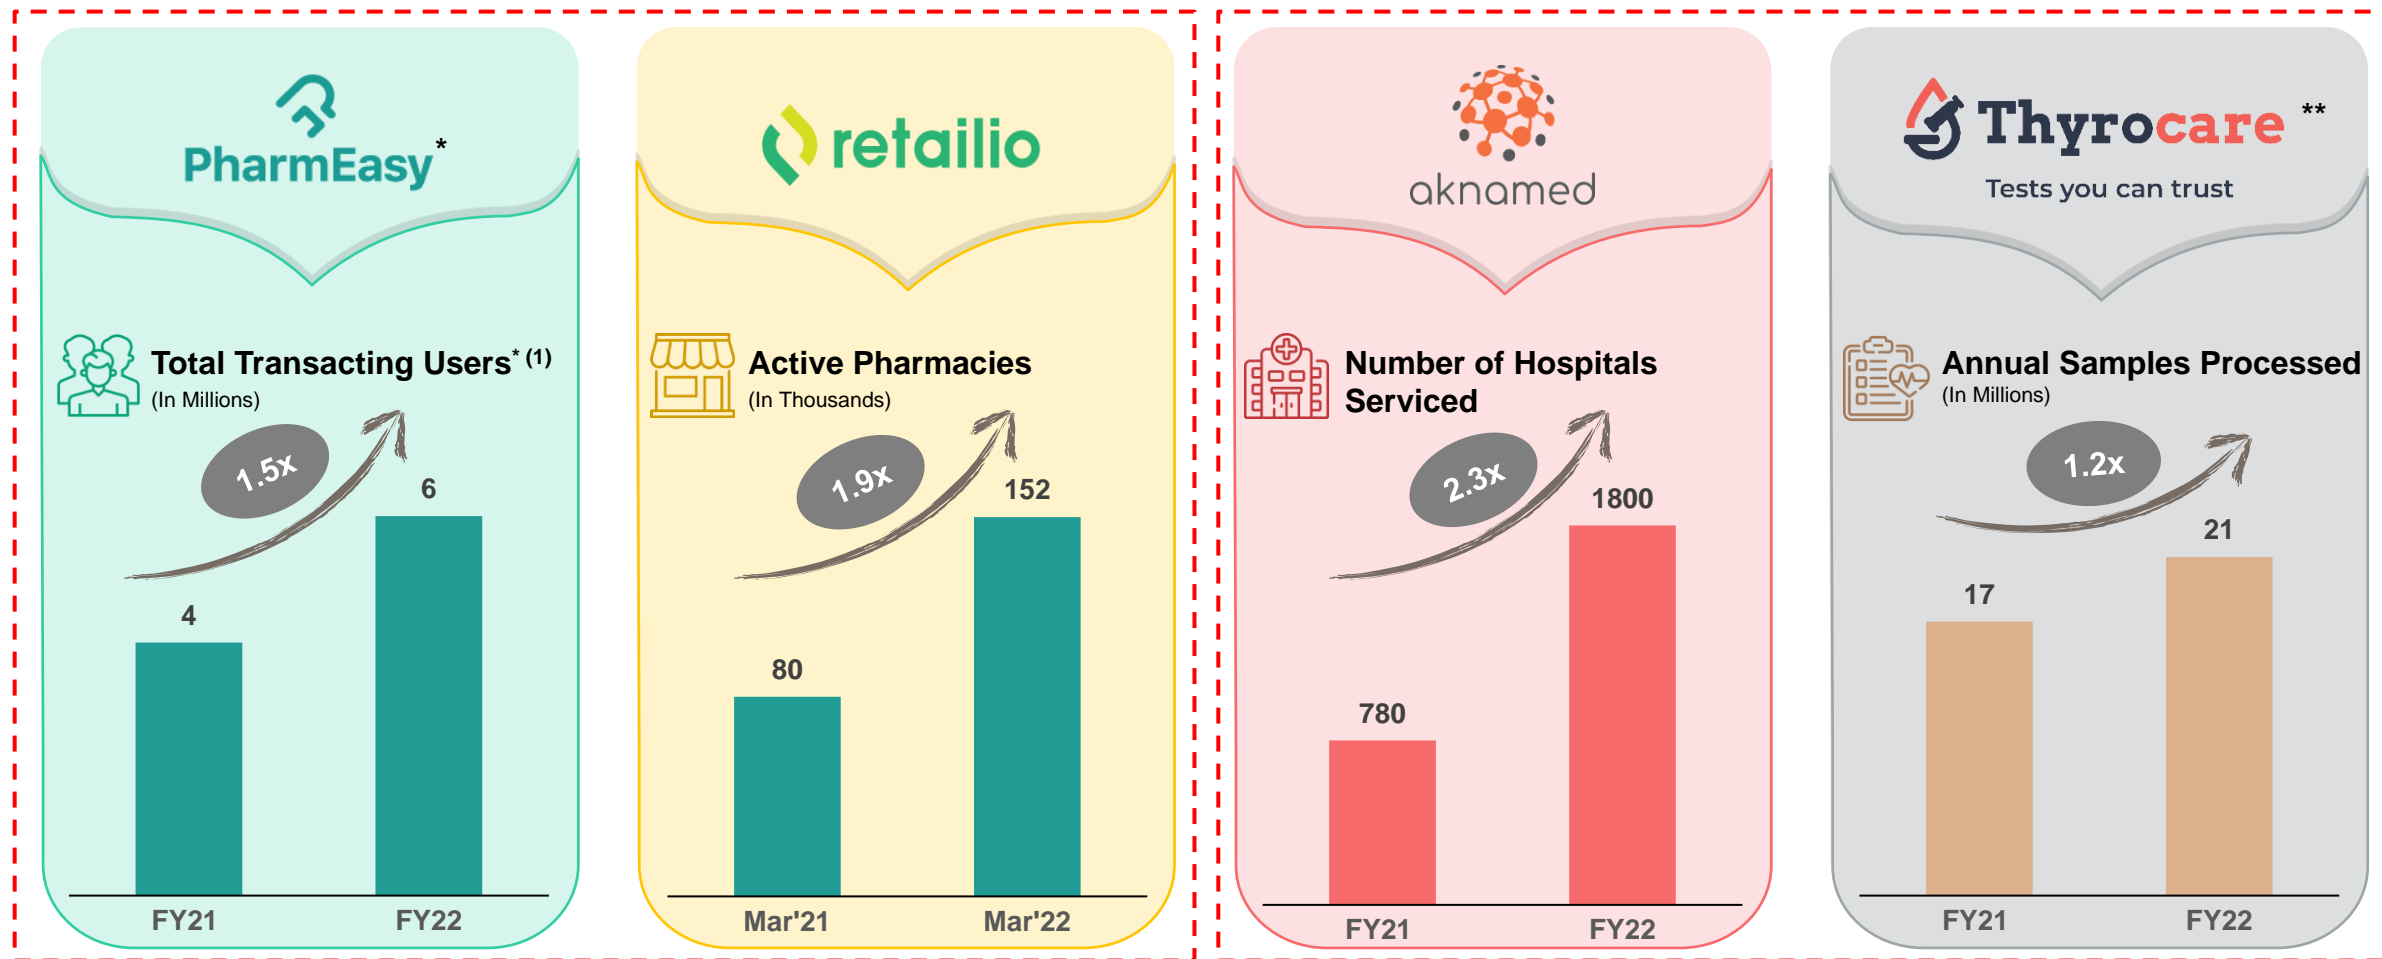 PharmEasy*
Total Transacting Users* (1)
(In Millions)
1.5x
4
6
FY21
FY22
retailio
Active Pharmacies
(In Thousands)
1.9x
80
152
Mar'21
Mar'22
aknamed
Number of Hospitals
Serviced
2.3x
780
1800
FY21
FY22
Thyrocare **
Tests you can trust
Annual Samples Processed
(In Millions)
1.2x
17
21
FY21
FY22